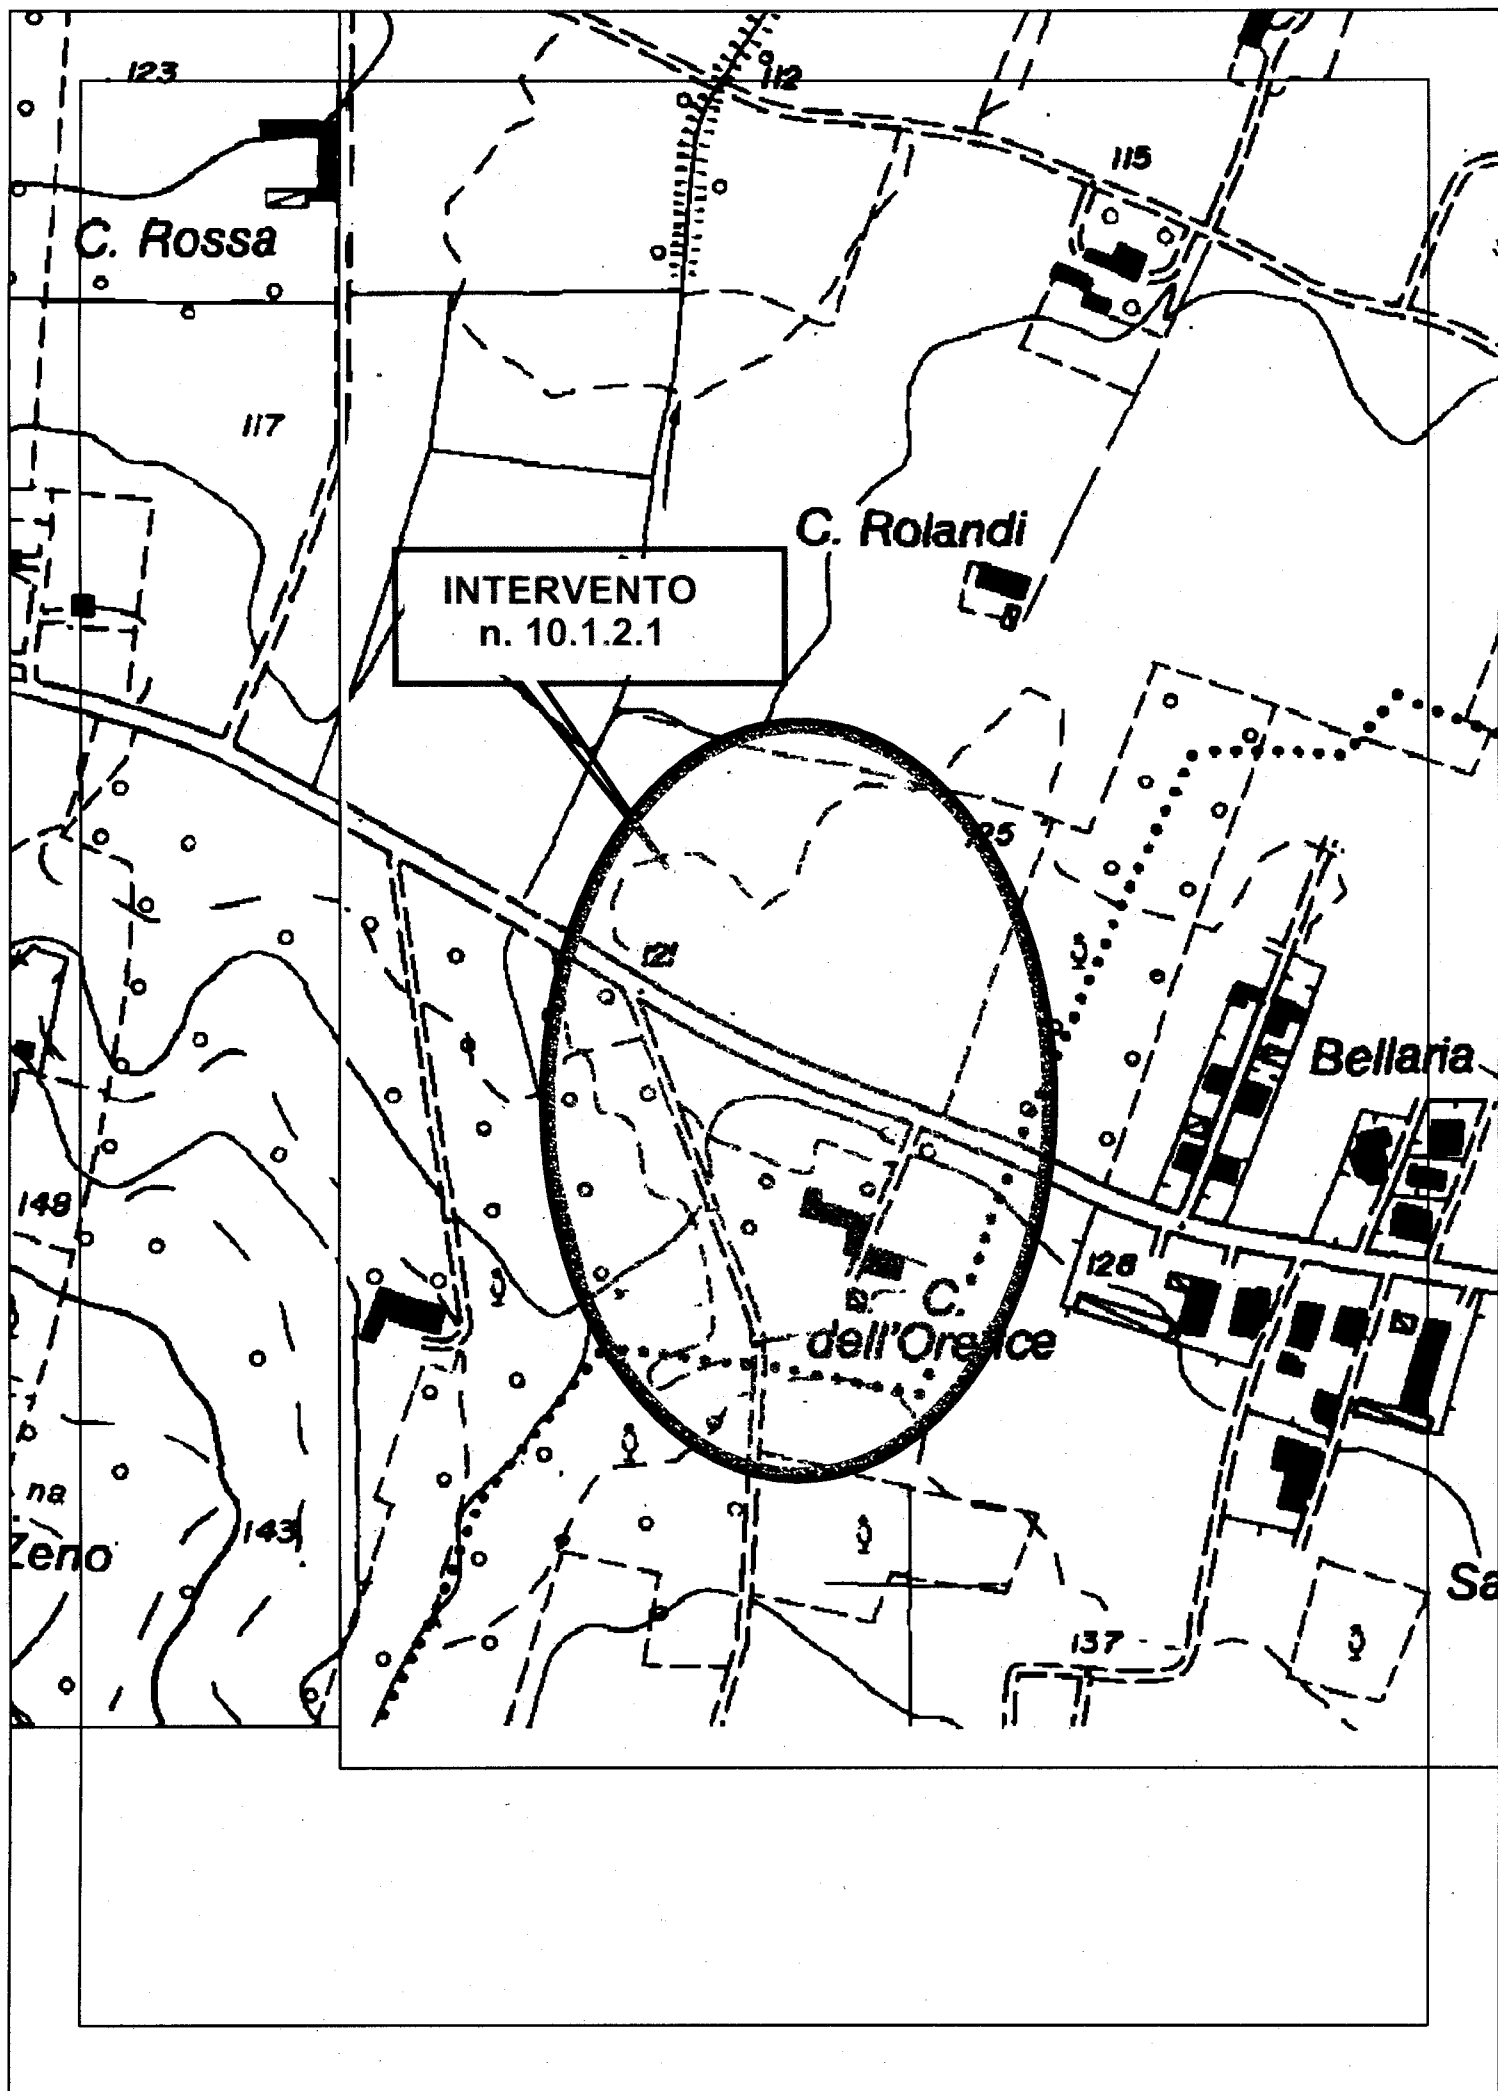 123
112
115
C. Rossa
117
C. Rolandi
INTERVENTO
n. 10.1.2.1
125
121
Bellaria
148
128
C.
dell'Orefice
na
Zeno
143
Sa
137